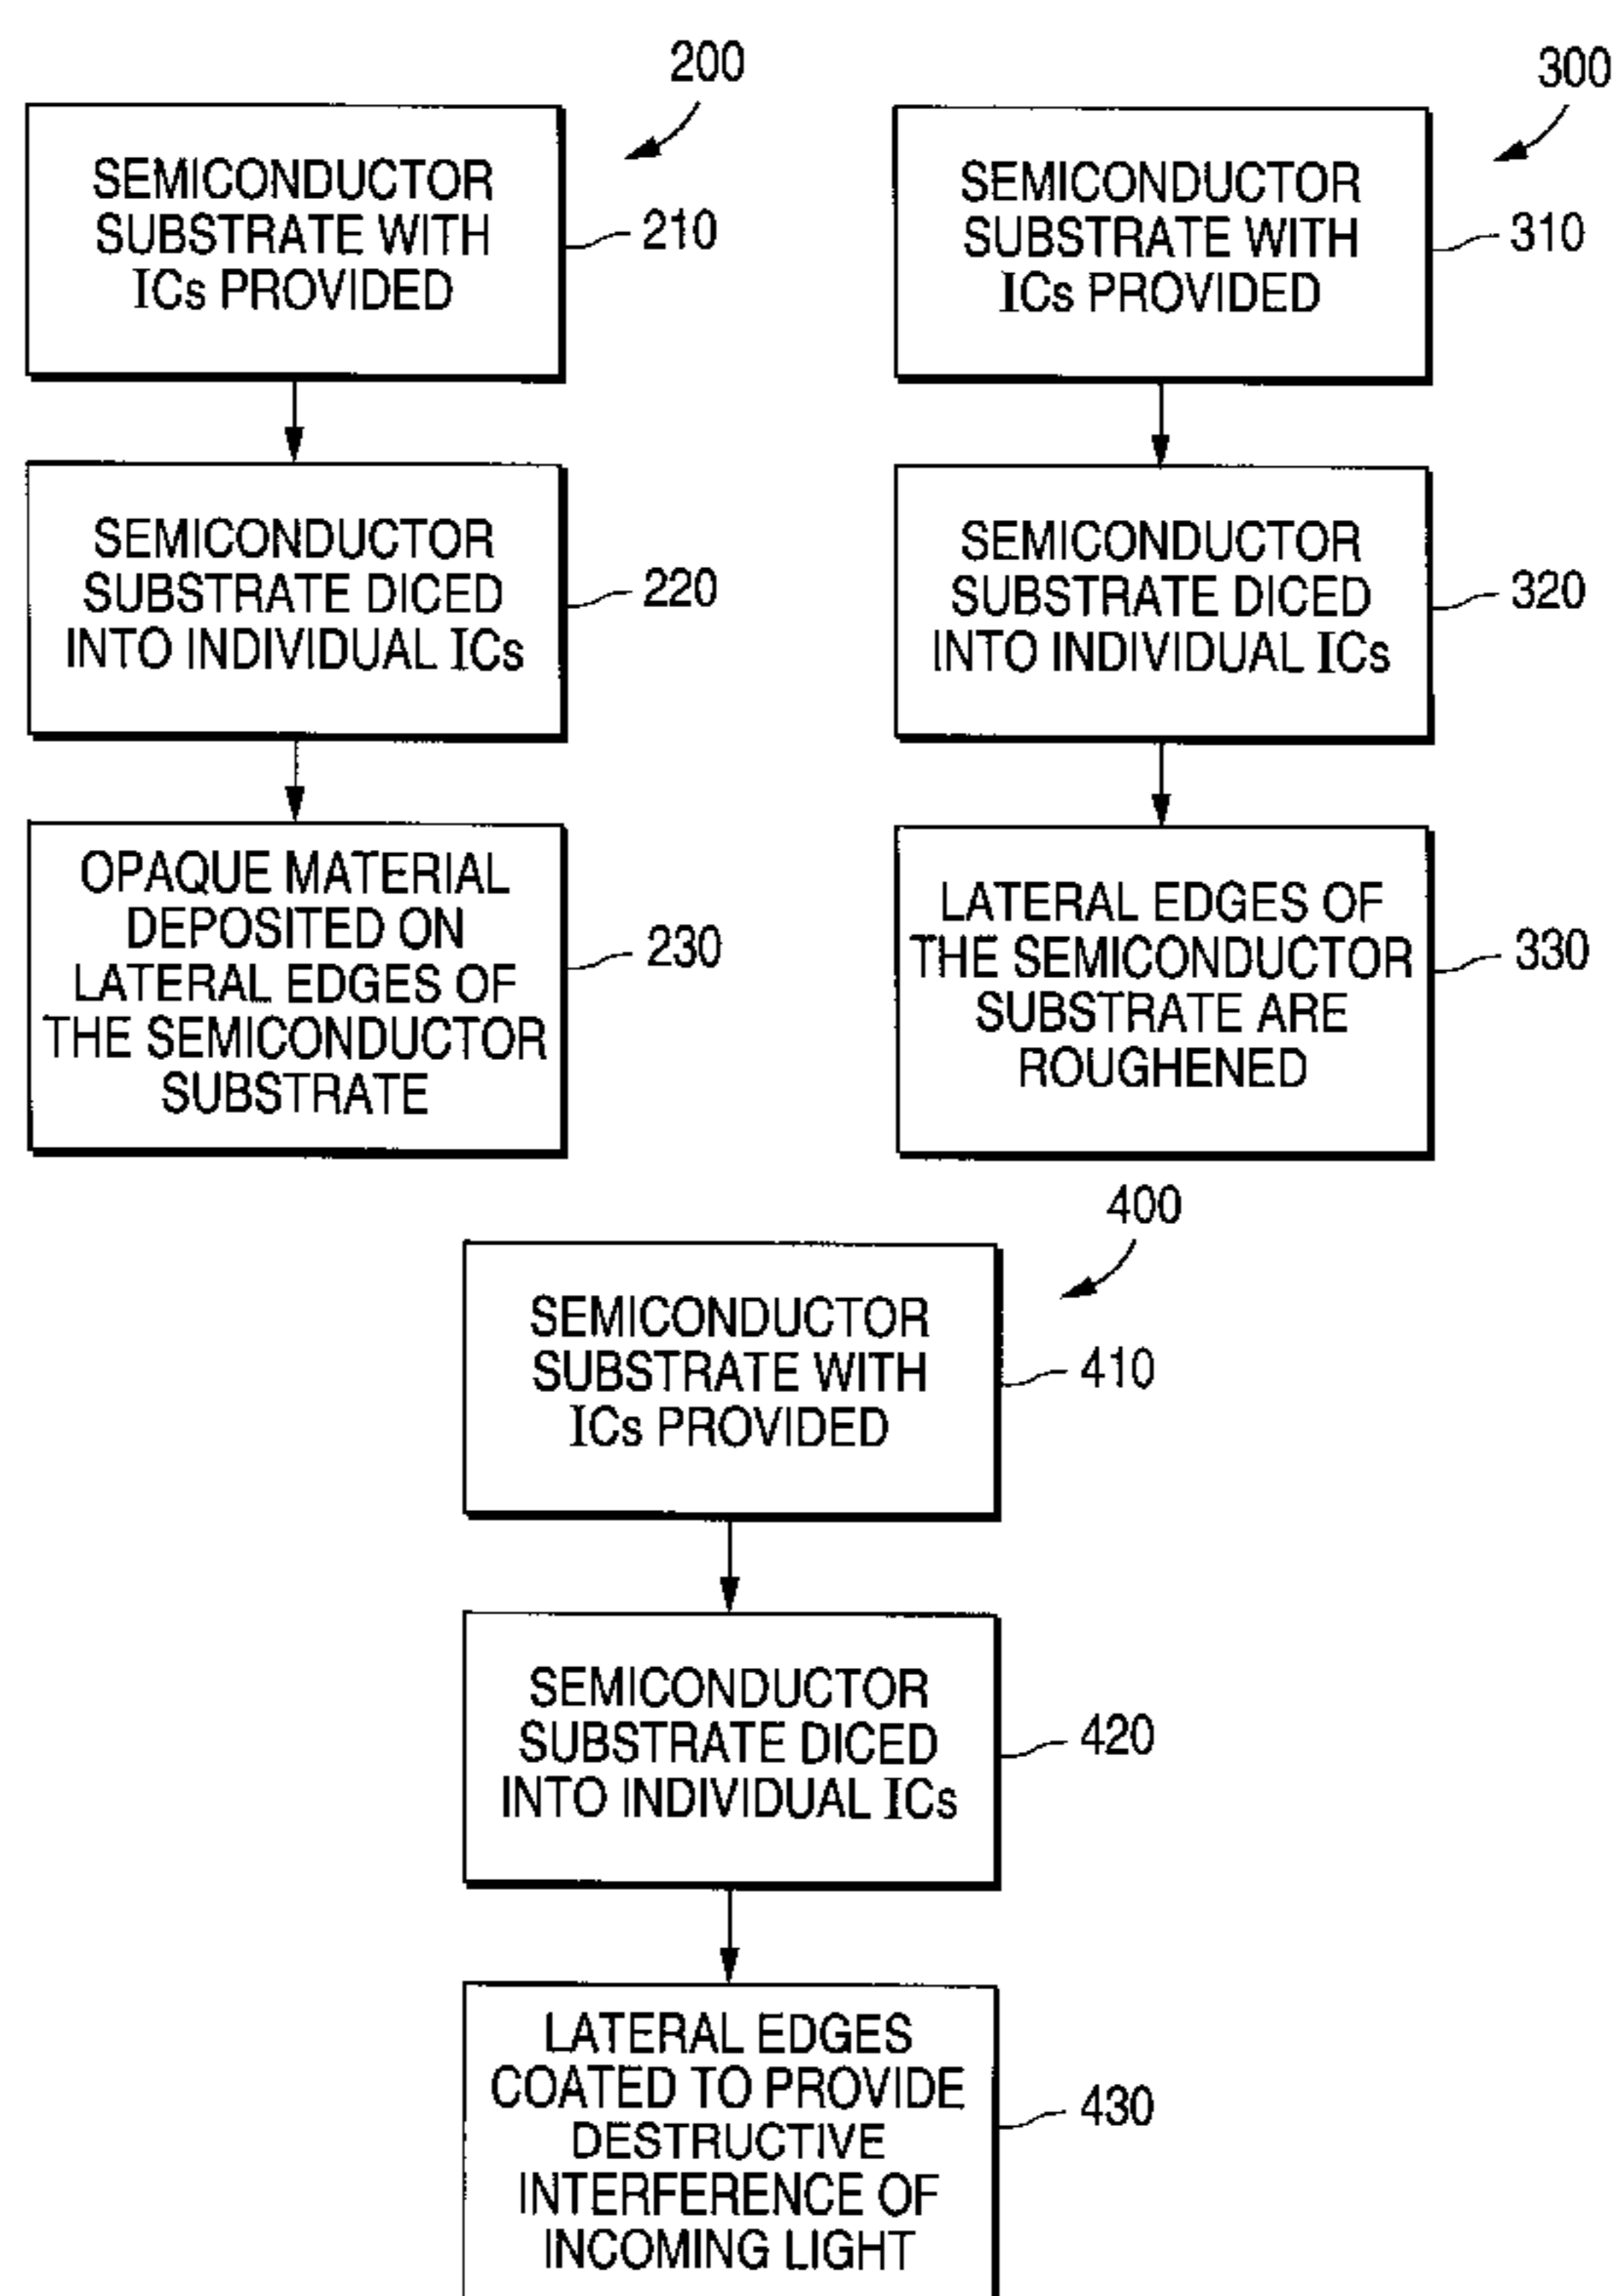 200
SEMICONDUCTOR
SUBSTRATE WITH
ICs PROVIDED
210
SEMICONDUCTOR
SUBSTRATE DICED
INTO INDIVIDUAL ICs
220
OPAQUE MATERIAL
DEPOSITED ON
LATERAL EDGES OF
THE SEMICONDUCTOR
SUBSTRATE
230
300
SEMICONDUCTOR
SUBSTRATE WITH
ICs PROVIDED
310
SEMICONDUCTOR
SUBSTRATE DICED
INTO INDIVIDUAL ICs
320
LATERAL EDGES OF
THE SEMICONDUCTOR
SUBSTRATE ARE
ROUGHENED
330
400
SEMICONDUCTOR
SUBSTRATE WITH
ICs PROVIDED
410
SEMICONDUCTOR
SUBSTRATE DICED
INTO INDIVIDUAL ICs
420
LATERAL EDGES
COATED TO PROVIDE
DESTRUCTIVE
INTERFERENCE OF
INCOMING LIGHT
430